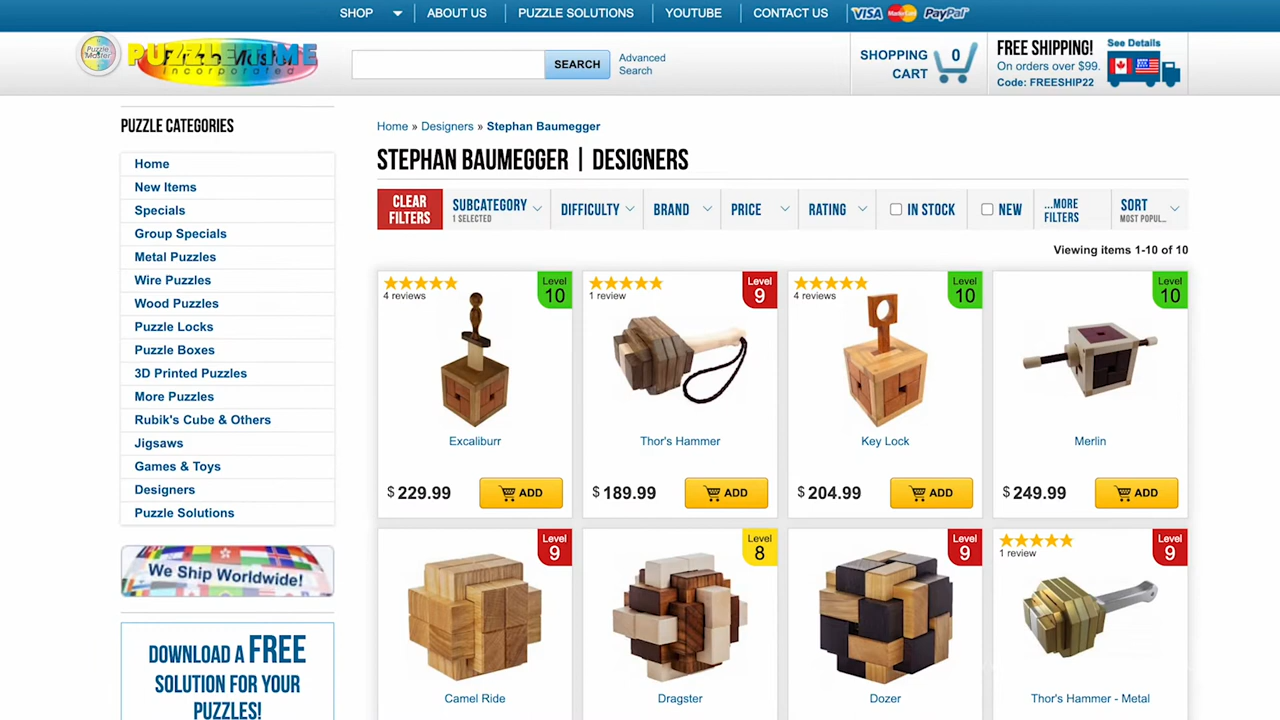 SHOP
ABOUT US
PUZZLE SOLUTIONS
YOUTUBE
CONTACT US
VISA MasterCard PayPal
Puzzle Master
PUZZLE TIME
Puzzle Master
incorporated
SEARCH
Advanced
Search
SHOPPING
CART
0
FREE SHIPPING!
On orders over $99.
Code: FREESHIP22
See Details
PUZZLE CATEGORIES
Home
New Items
Specials
Group Specials
Metal Puzzles
Wire Puzzles
Wood Puzzles
Puzzle Locks
Puzzle Boxes
3D Printed Puzzles
More Puzzles
Rubik's Cube & Others
Jigsaws
Games & Toys
Designers
Puzzle Solutions
We Ship Worldwide!
DOWNLOAD A FREE
SOLUTION FOR YOUR
PUZZLES!
Home » Designers » Stephan Baumegger
STEPHAN BAUMEGGER | DESIGNERS
CLEAR
FILTERS
SUBCATEGORY
1 SELECTED
DIFFICULTY
BRAND
PRICE
RATING
IN STOCK
NEW
...MORE
FILTERS
SORT
MOST POPUL...
Viewing items 1-10 of 10
4 reviews
Level
10
Excaliburr
$ 229.99
ADD
1 review
Level
9
Thor's Hammer
$ 189.99
ADD
4 reviews
Level
10
Key Lock
$ 204.99
ADD
Level
10
Merlin
$ 249.99
ADD
Level
9
Camel Ride
Level
8
Dragster
Level
9
Dozer
1 review
Level
9
Thor's Hammer - Metal